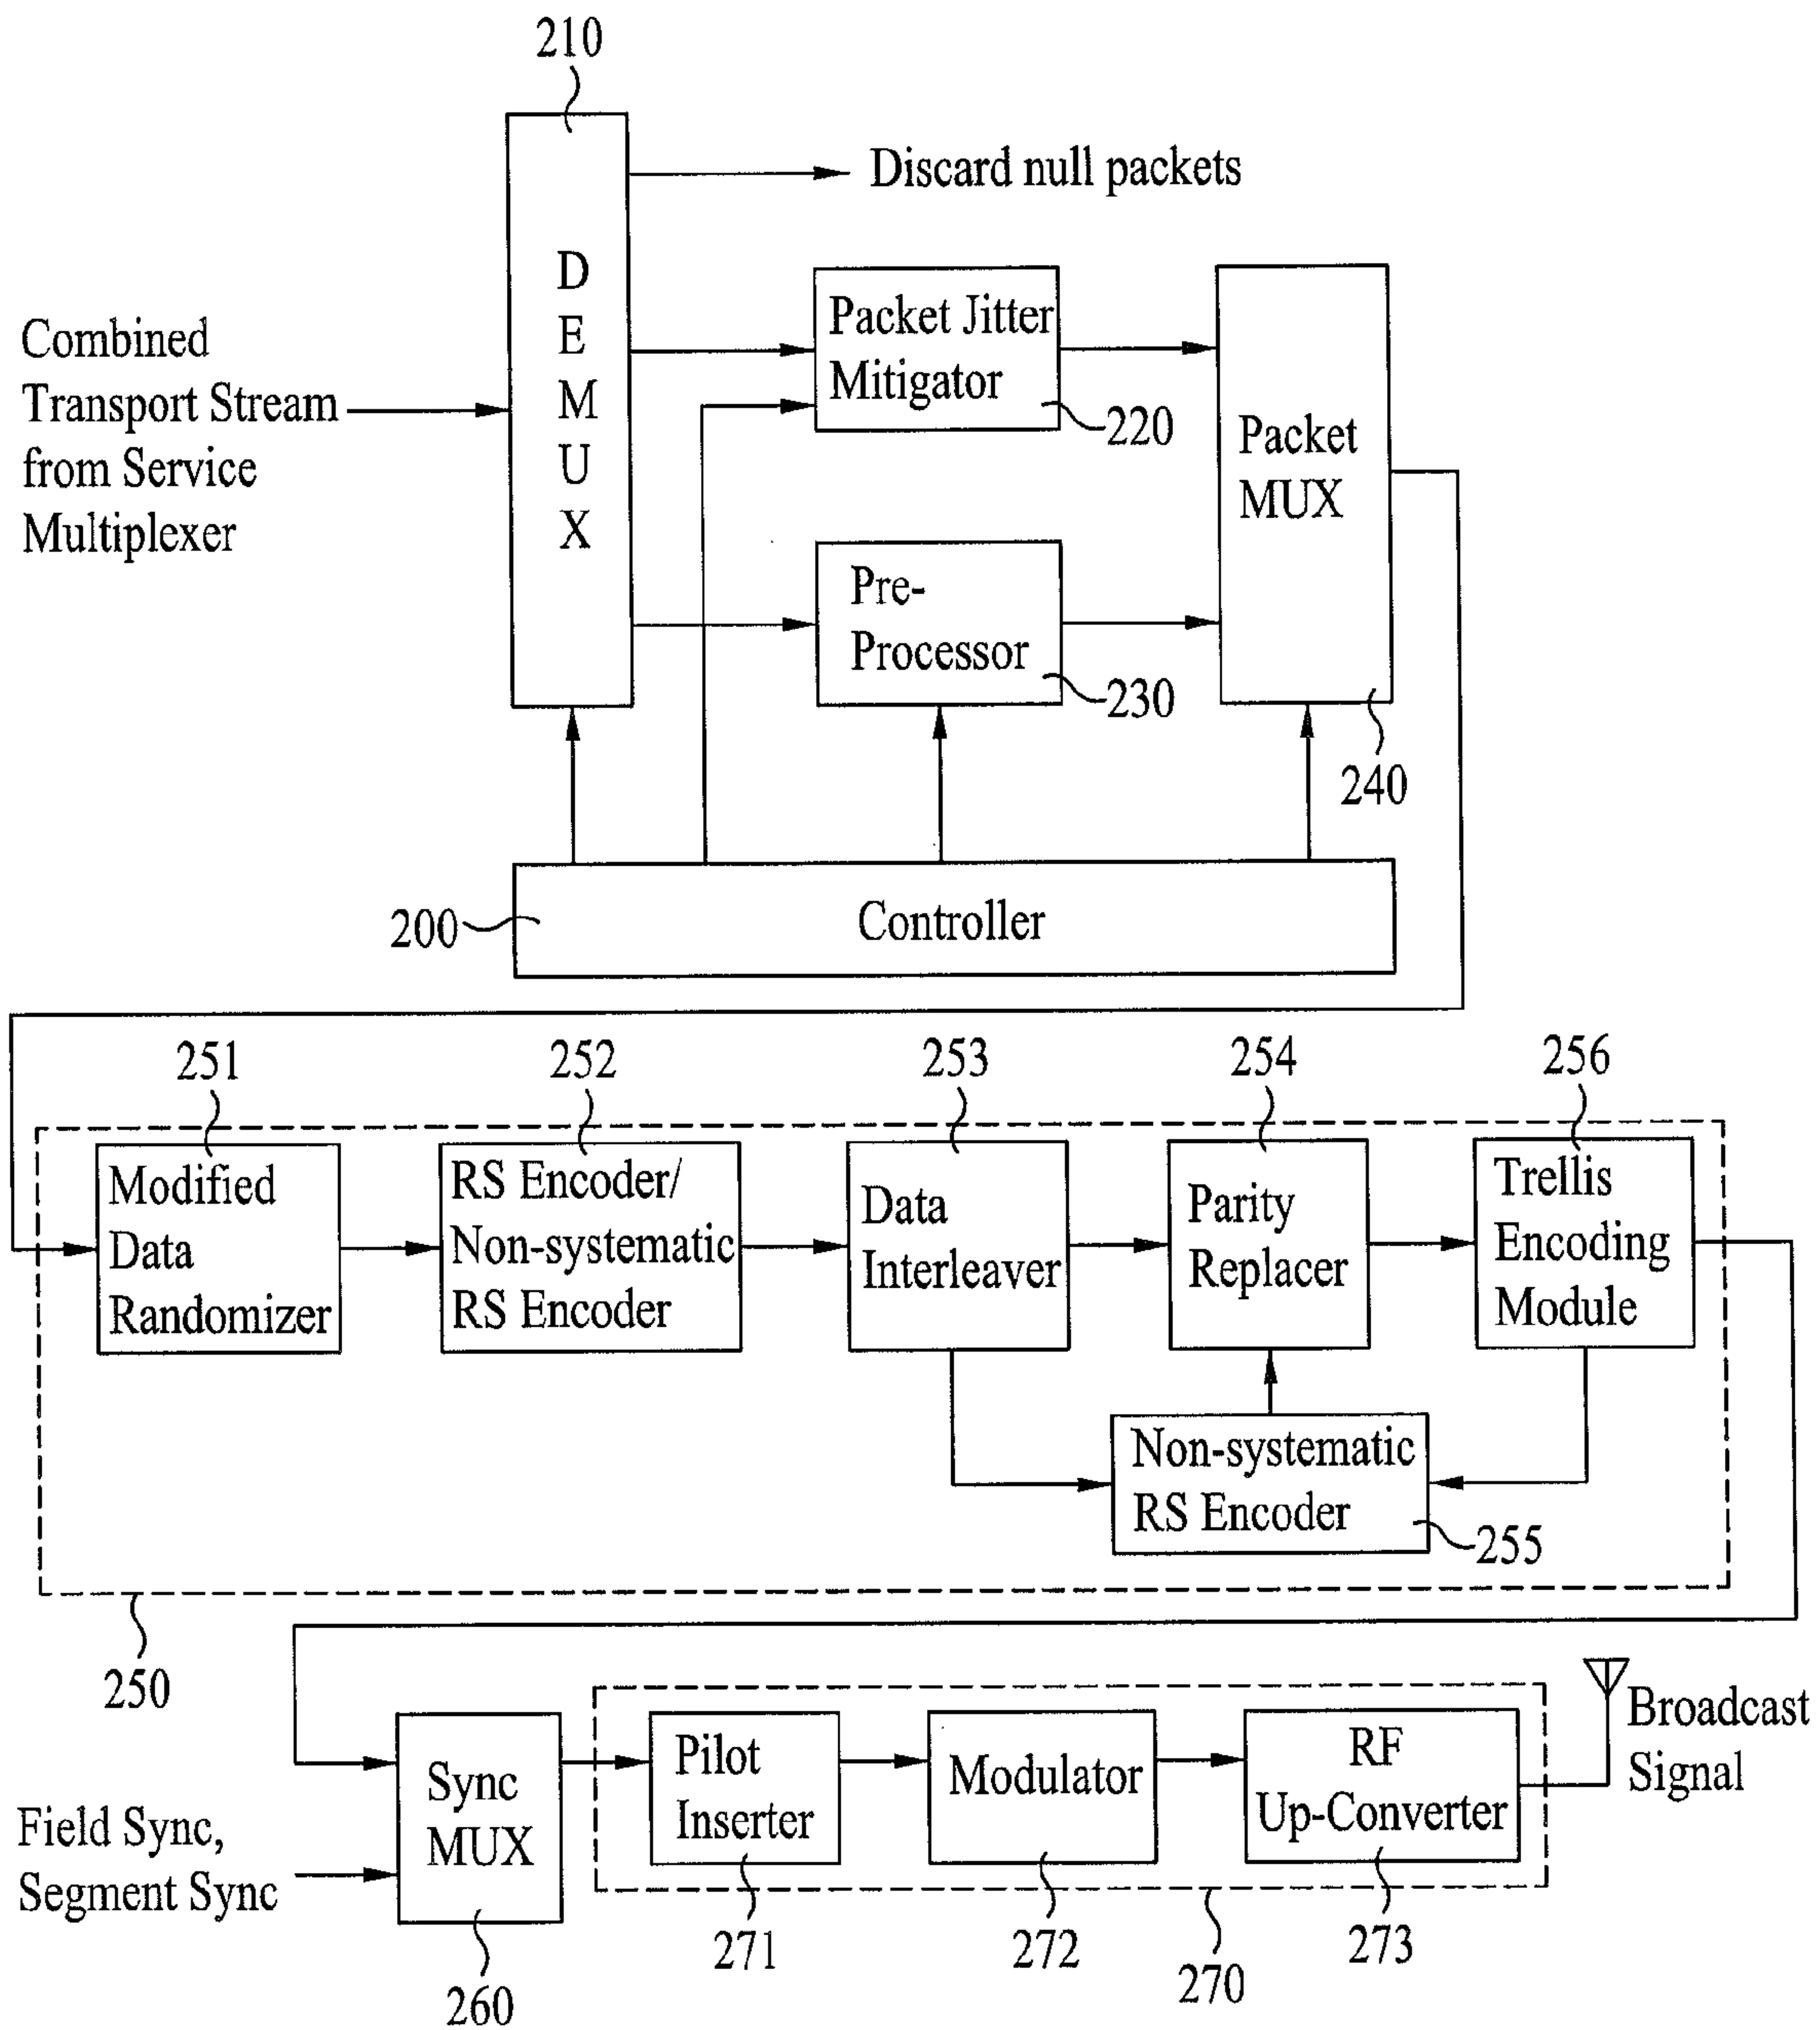 210
Discard null packets
D
E
M
U
X
Combined
Transport Stream
from Service
Multiplexer
Packet Jitter
Mitigator
220
Packet
MUX
Pre-
Processor
230
240
200
Controller
251
252
253
254
256
Modified
Data
Randomizer
RS Encoder/
Non-systematic
RS Encoder
Data
Interleaver
Parity
Replacer
Trellis
Encoding
Module
Non-systematic
RS Encoder
255
250
Sync
MUX
Pilot
Inserter
Modulator
RF
Up-Converter
Broadcast
Signal
Field Sync,
Segment Sync
260
271
272
270
273